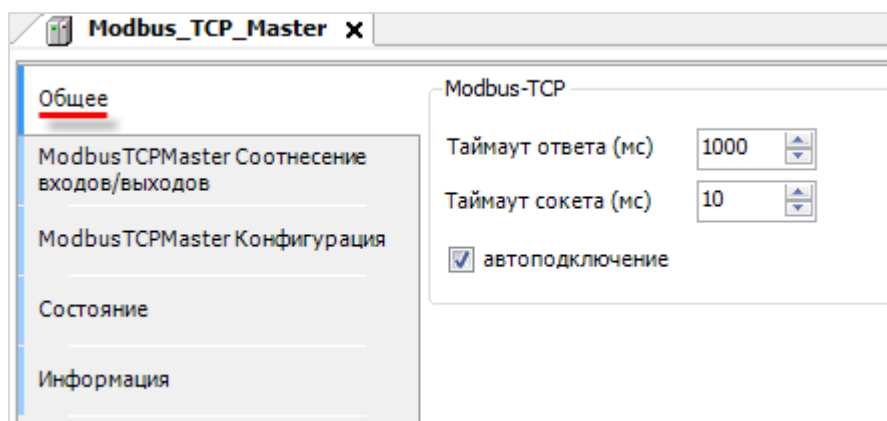 Modbus_TCP_Master
Общее
ModbusTCPMaster Соотнесение
входов/выходов
ModbusTCPMaster Конфигурация
Состояние
Информация
Modbus-TCP
Таймаут ответа (мс) 1000
Таймаут сокета (мс) 10
автоподключение